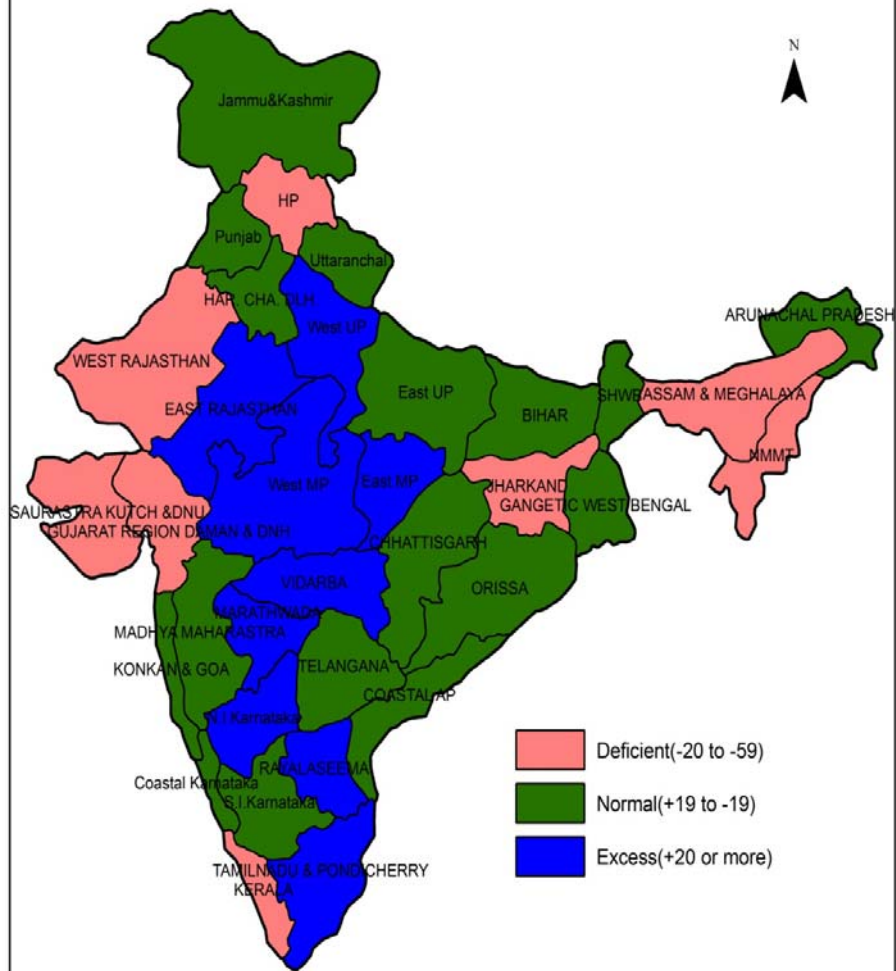 N
Jammu&Kashmir
HP
Punjab
Uttaranchal
HAR. CHA. DLH
West UP
ARUNACHAL PRADESH
WEST RAJASTHAN
EAST RAJASTHAN
East UP
BIHAR
SHWB
ASSAM & MEGHALAYA
NMMT
West MP
East MP
JHARKAND
GANGETIC WEST BENGAL
SAURASTRA KUTCH &DNU
GUJARAT REGION DAMAN & DNH
CHHATTISGARH
VIDARBA
ORISSA
MARATHWADA
MADHYA MAHARASTRA
KONKAN & GOA
TELANGANA
COASTAL AP
N.I.Karnataka
RAYALASEEMA
Coastal Karnataka
S.I.Karnataka
TAMILNADU & PONDICHERRY
KERALA
Deficient(-20 to -59)
Normal(+19 to -19)
Excess(+20 or more)